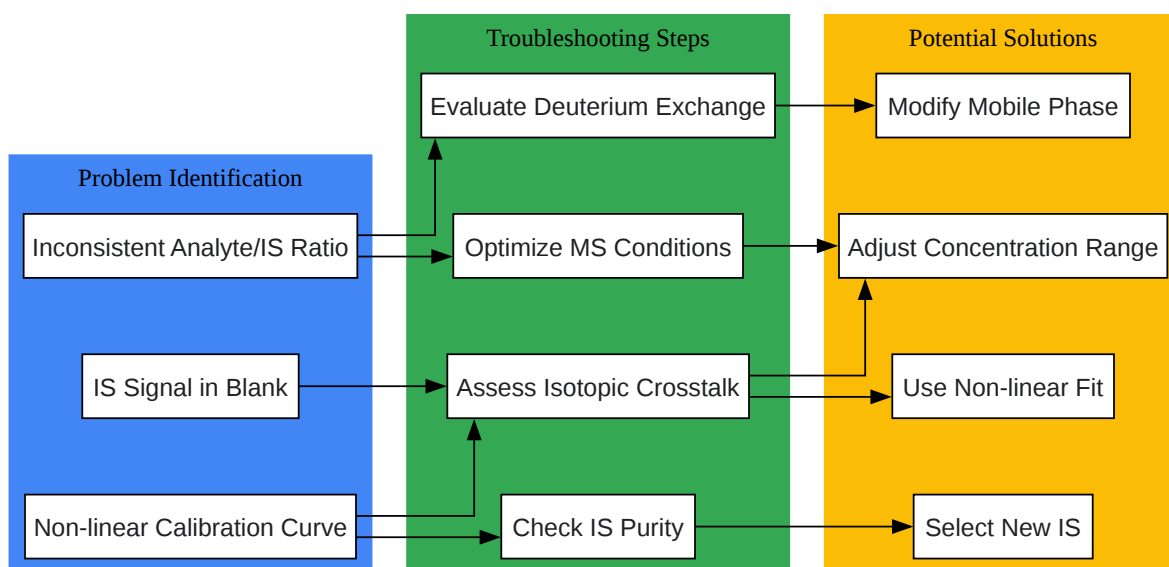 Problem Identification
Inconsistent Analyte/IS Ratio
IS Signal in Blank
Non-linear Calibration Curve
Troubleshooting Steps
Evaluate Deuterium Exchange
Optimize MS Conditions
Assess Isotopic Crosstalk
Check IS Purity
Potential Solutions
Modify Mobile Phase
Adjust Concentration Range
Use Non-linear Fit
Select New IS